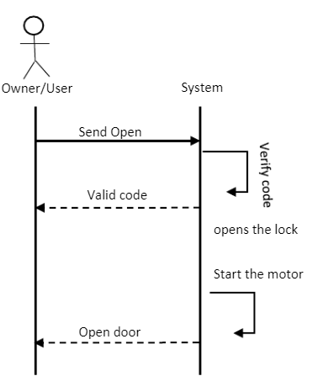 Owner/User
System
Send Open
Verify code
Valid code
opens the lock
Start the motor
Open door